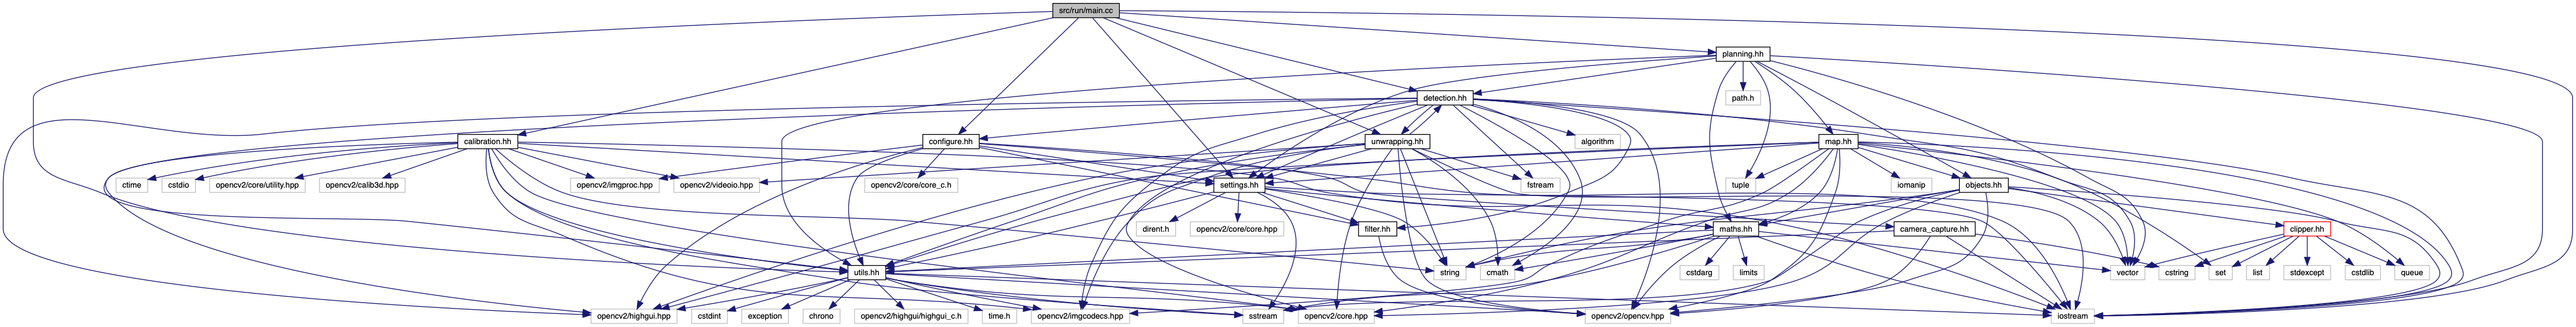 src/run/main.cc
planning.hh
detection.hh
path.h
calibration.hh
configure.hh
unwrapping.hh
algorithm
map.hh
ctime
cstdio
opencv2/core/utility.hpp
opencv2/calib3d.hpp
opencv2/imgproc.hpp
opencv2/videoio.hpp
opencv2/core/core_c.h
settings.hh
fstream
tuple
iomanip
objects.hh
dirent.h
opencv2/core/core.hpp
filter.hh
maths.hh
camera_capture.hh
clipper.hh
utils.hh
string
cmath
cstdarg
limits
vector
cstring
set
list
stdexcept
cstdlib
queue
opencv2/highgui.hpp
cstdint
exception
chrono
opencv2/highgui/highgui_c.h
time.h
opencv2/imgcodecs.hpp
sstream
opencv2/core.hpp
opencv2/opencv.hpp
iostream